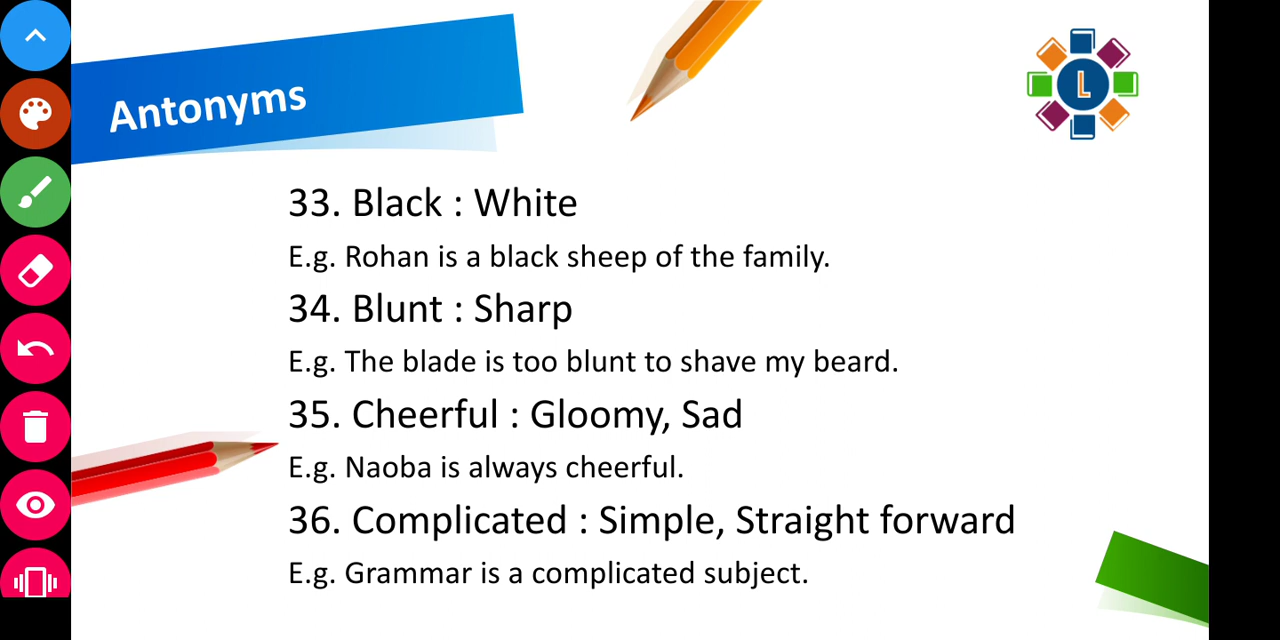 Antonyms
L
33. Black : White
E.g. Rohan is a black sheep of the family.
34. Blunt : Sharp
E.g. The blade is too blunt to shave my beard.
35. Cheerful : Gloomy, Sad
E.g. Naoba is always cheerful.
36. Complicated : Simple, Straight forward
E.g. Grammar is a complicated subject.